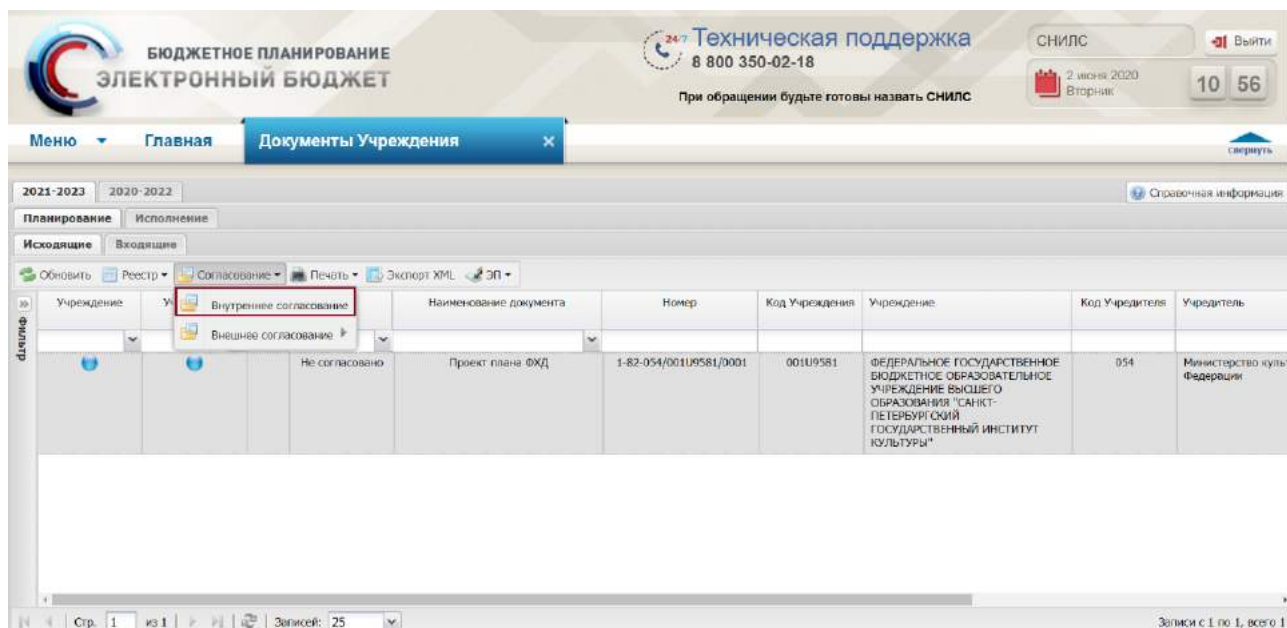 БЮДЖЕТНОЕ ПЛАНИРОВАНИЕ
ЭЛЕКТРОННЫЙ БЮДЖЕТ
24/7 Техническая поддержка
8 800 350-02-18
При обращении будьте готовы назвать СНИЛС
СНИЛС
Выйти
2 июня 2020
Вторник
10 56
Меню Главная Документы Учреждения
свернуть
2021-2023 2020-2022
Справочная информация
Планирование Исполнение
Исходящие Входящие
Обновить Реестр Согласование Печать Экспорт XML ЭП
Фильтр
Учреждение Наименование документа Номер Код Учреждения Учреждение Код Учредителя Учредитель
Внутреннее согласование
Внешнее согласование
Не согласовано Проект плана ФХД 1-82-054/001U9581/0001 001U9581 ФЕДЕРАЛЬНОЕ ГОСУДАРСТВЕННОЕ 054 Министерство куль
БЮДЖЕТНОЕ ОБРАЗОВАТЕЛЬНОЕ Федерации
УЧРЕЖДЕНИЕ ВЫСШЕГО
ОБРАЗОВАНИЯ "САНКТ-
ПЕТЕРБУРГСКИЙ
ГОСУДАРСТВЕННЫЙ ИНСТИТУТ
КУЛЬТУРЫ"
Стр. 1 из 1 Записей: 25
Записи с 1 по 1, всего 1